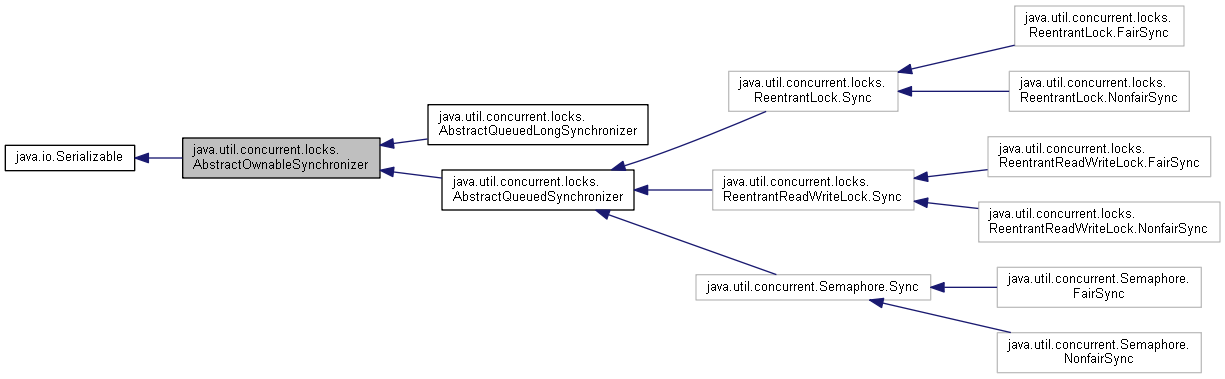 java.io.Serializable
java.util.concurrent.locks.
AbstractOwnableSynchronizer
java.util.concurrent.locks.
AbstractQueuedLongSynchronizer
java.util.concurrent.locks.
AbstractQueuedSynchronizer
java.util.concurrent.locks.
ReentrantLock.Sync
java.util.concurrent.locks.
ReentrantReadWriteLock.Sync
java.util.concurrent.Semaphore.Sync
java.util.concurrent.locks.
ReentrantLock.FairSync
java.util.concurrent.locks.
ReentrantLock.NonfairSync
java.util.concurrent.locks.
ReentrantReadWriteLock.FairSync
java.util.concurrent.locks.
ReentrantReadWriteLock.NonfairSync
java.util.concurrent.Semaphore.
FairSync
java.util.concurrent.Semaphore.
NonfairSync